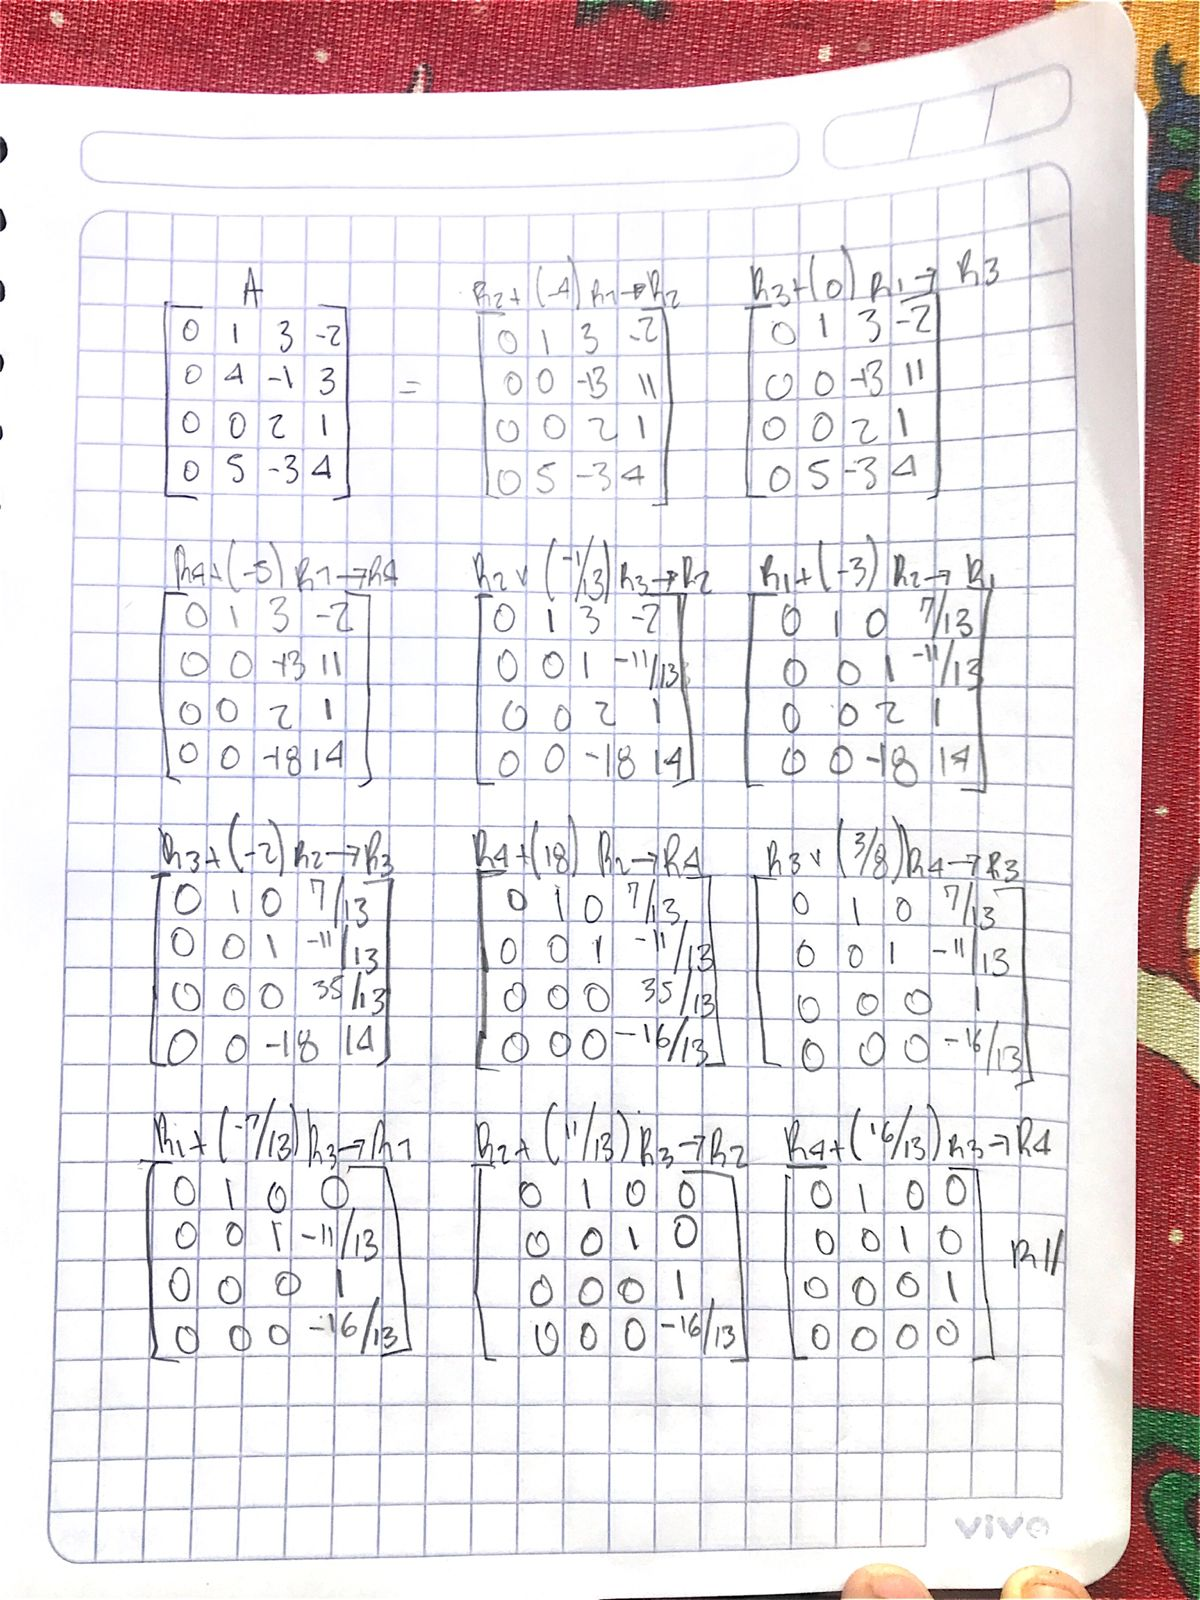 A
0 1 3 -2
0 4 -1 3
0 0 2 1
0 5 -3 4
=
R2+(-4) R1→R2
0 1 3 -2
0 0 -13 11
0 0 2 1
0 5 -3 4
R3+(0) R1→R3
0 1 3 -2
0 0 -13 11
0 0 2 1
0 5 -3 4
R4+(-5) R1→R4
0 1 3 -2
0 0 -13 11
0 0 2 1
0 0 -18 14
R2 v (-1/13) R3→R2
0 1 3 -2
0 0 1 -11/13
0 0 2 1
0 0 -18 14
R1+(-3) R2→R1
0 1 0 7/13
0 0 1 -11/13
0 0 2 1
0 0 -18 14
R3+(-2) R2→R3
0 1 0 7/13
0 0 1 -11/13
0 0 0 35/13
0 0 -18 14
R4+(18) R2→R4
0 1 0 7/13
0 0 1 -11/13
0 0 0 35/13
0 0 0 -16/13
R3 v (3/8) R4→R3
0 1 0 7/13
0 0 1 -11/13
0 0 0 1
0 0 0 -16/13
R1+(-7/13) R3→R1
0 1 0 0
0 0 1 -11/13
0 0 0 1
0 0 0 -16/13
R2+(11/13) R3→R2
0 1 0 0
0 0 1 0
0 0 0 1
0 0 0 -16/13
R4+(16/13) R3→R4
0 1 0 0
0 0 1 0
0 0 0 1
0 0 0 0
R//
vivo